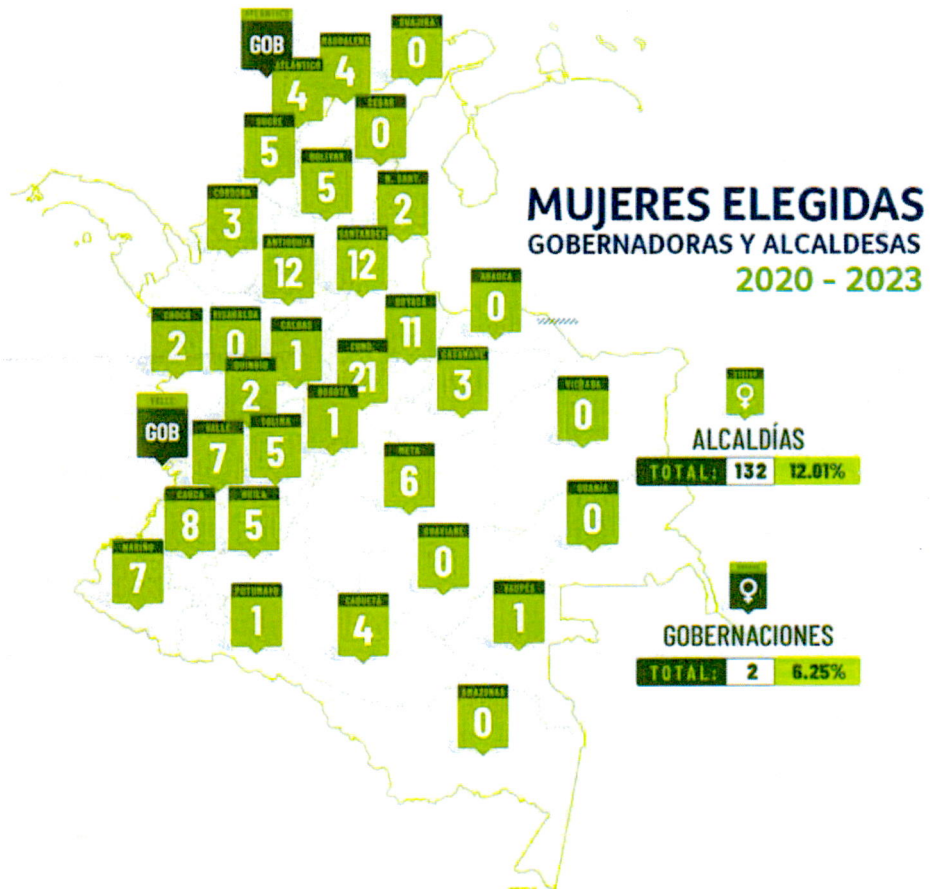 ATLÁNTICO
GOB
GUAJIRA
0
MAGDALENA
4
ATLÁNTICO
4
CESAR
0
SUCRE
5
BOLÍVAR
5
N. SANT.
2
CÓRDOBA
3
MUJERES ELEGIDAS
GOBERNADORAS Y ALCALDESAS
2020 - 2023
ANTIOQUIA
12
SANTANDER
12
ARAUCA
0
BOYACÁ
11
CHOCÓ
2
RISARALDA
0
CALDAS
1
CUND.
21
CASANARE
3
QUINDIO
2
BOGOTÁ
1
VICHADA
0
VALLE
GOB
VALLE
7
TOLIMA
5
META
6
ALCALDÍAS
TOTAL: 132 12.01%
CAUCA
8
HUILA
5
GUANÍA
0
GUAVIARE
0
NARIÑO
7
PUTUMAYO
1
CAQUETÁ
4
VAUPÉS
1
GOBERNACIONES
TOTAL: 2 6.25%
AMAZONAS
0